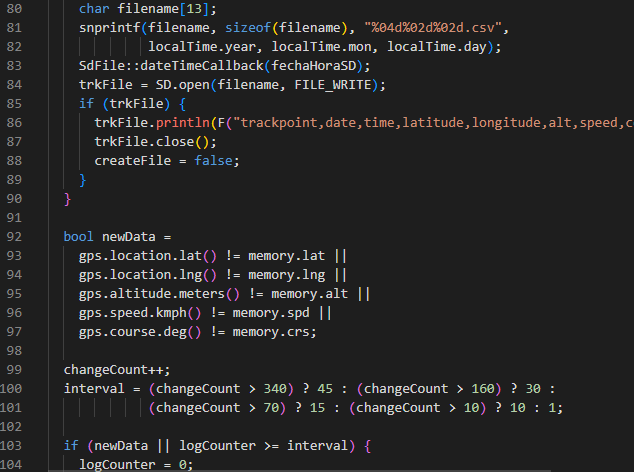 80 char filename[13];
81 snprintf(filename, sizeof(filename), "%04d%02d%02d.csv",
82 localTime.year, localTime.mon, localTime.day);
83 SdFile::dateTimeCallback(fechaHoraSD);
84 trkFile = SD.open(filename, FILE_WRITE);
85 if (trkFile) {
86 trkFile.println(F("trackpoint,date,time,latitude,longitude,alt,speed,c
87 trkFile.close();
88 createFile = false;
89 }
90 }
91
92 bool newData =
93 gps.location.lat() != memory.lat ||
94 gps.location.lng() != memory.lng ||
95 gps.altitude.meters() != memory.alt ||
96 gps.speed.kmph() != memory.spd ||
97 gps.course.deg() != memory.crs;
98
99 changeCount++;
100 interval = (changeCount > 340) ? 45 : (changeCount > 160) ? 30 :
101 (changeCount > 70) ? 15 : (changeCount > 10) ? 10 : 1;
102
103 if (newData || logCounter >= interval) {
104 logCounter = 0;